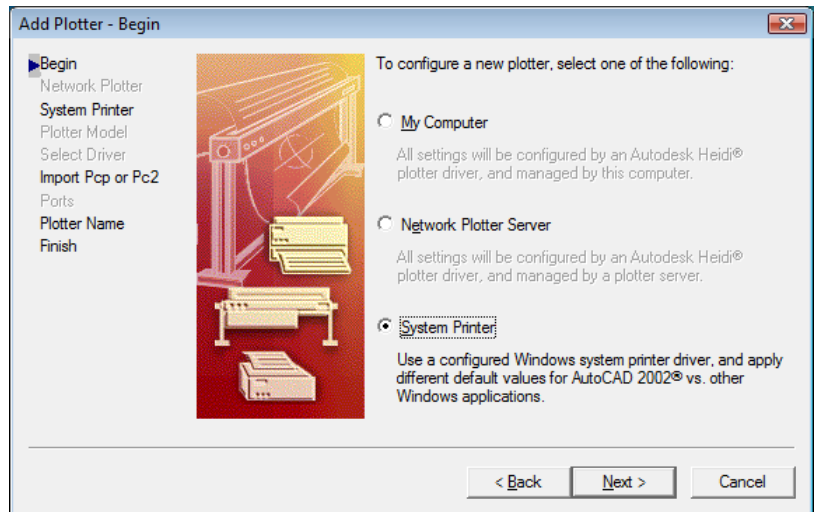 Add Plotter - Begin
Begin
Network Plotter
System Printer
Plotter Model
Select Driver
Import Pcp or Pc2
Ports
Plotter Name
Finish
To configure a new plotter, select one of the following:
My Computer
All settings will be configured by an Autodesk Heidi®
plotter driver, and managed by this computer.
Network Plotter Server
All settings will be configured by an Autodesk Heidi®
plotter driver, and managed by a plotter server.
System Printer
Use a configured Windows system printer driver, and apply
different default values for AutoCAD 2002® vs. other
Windows applications.
< Back
Next >
Cancel